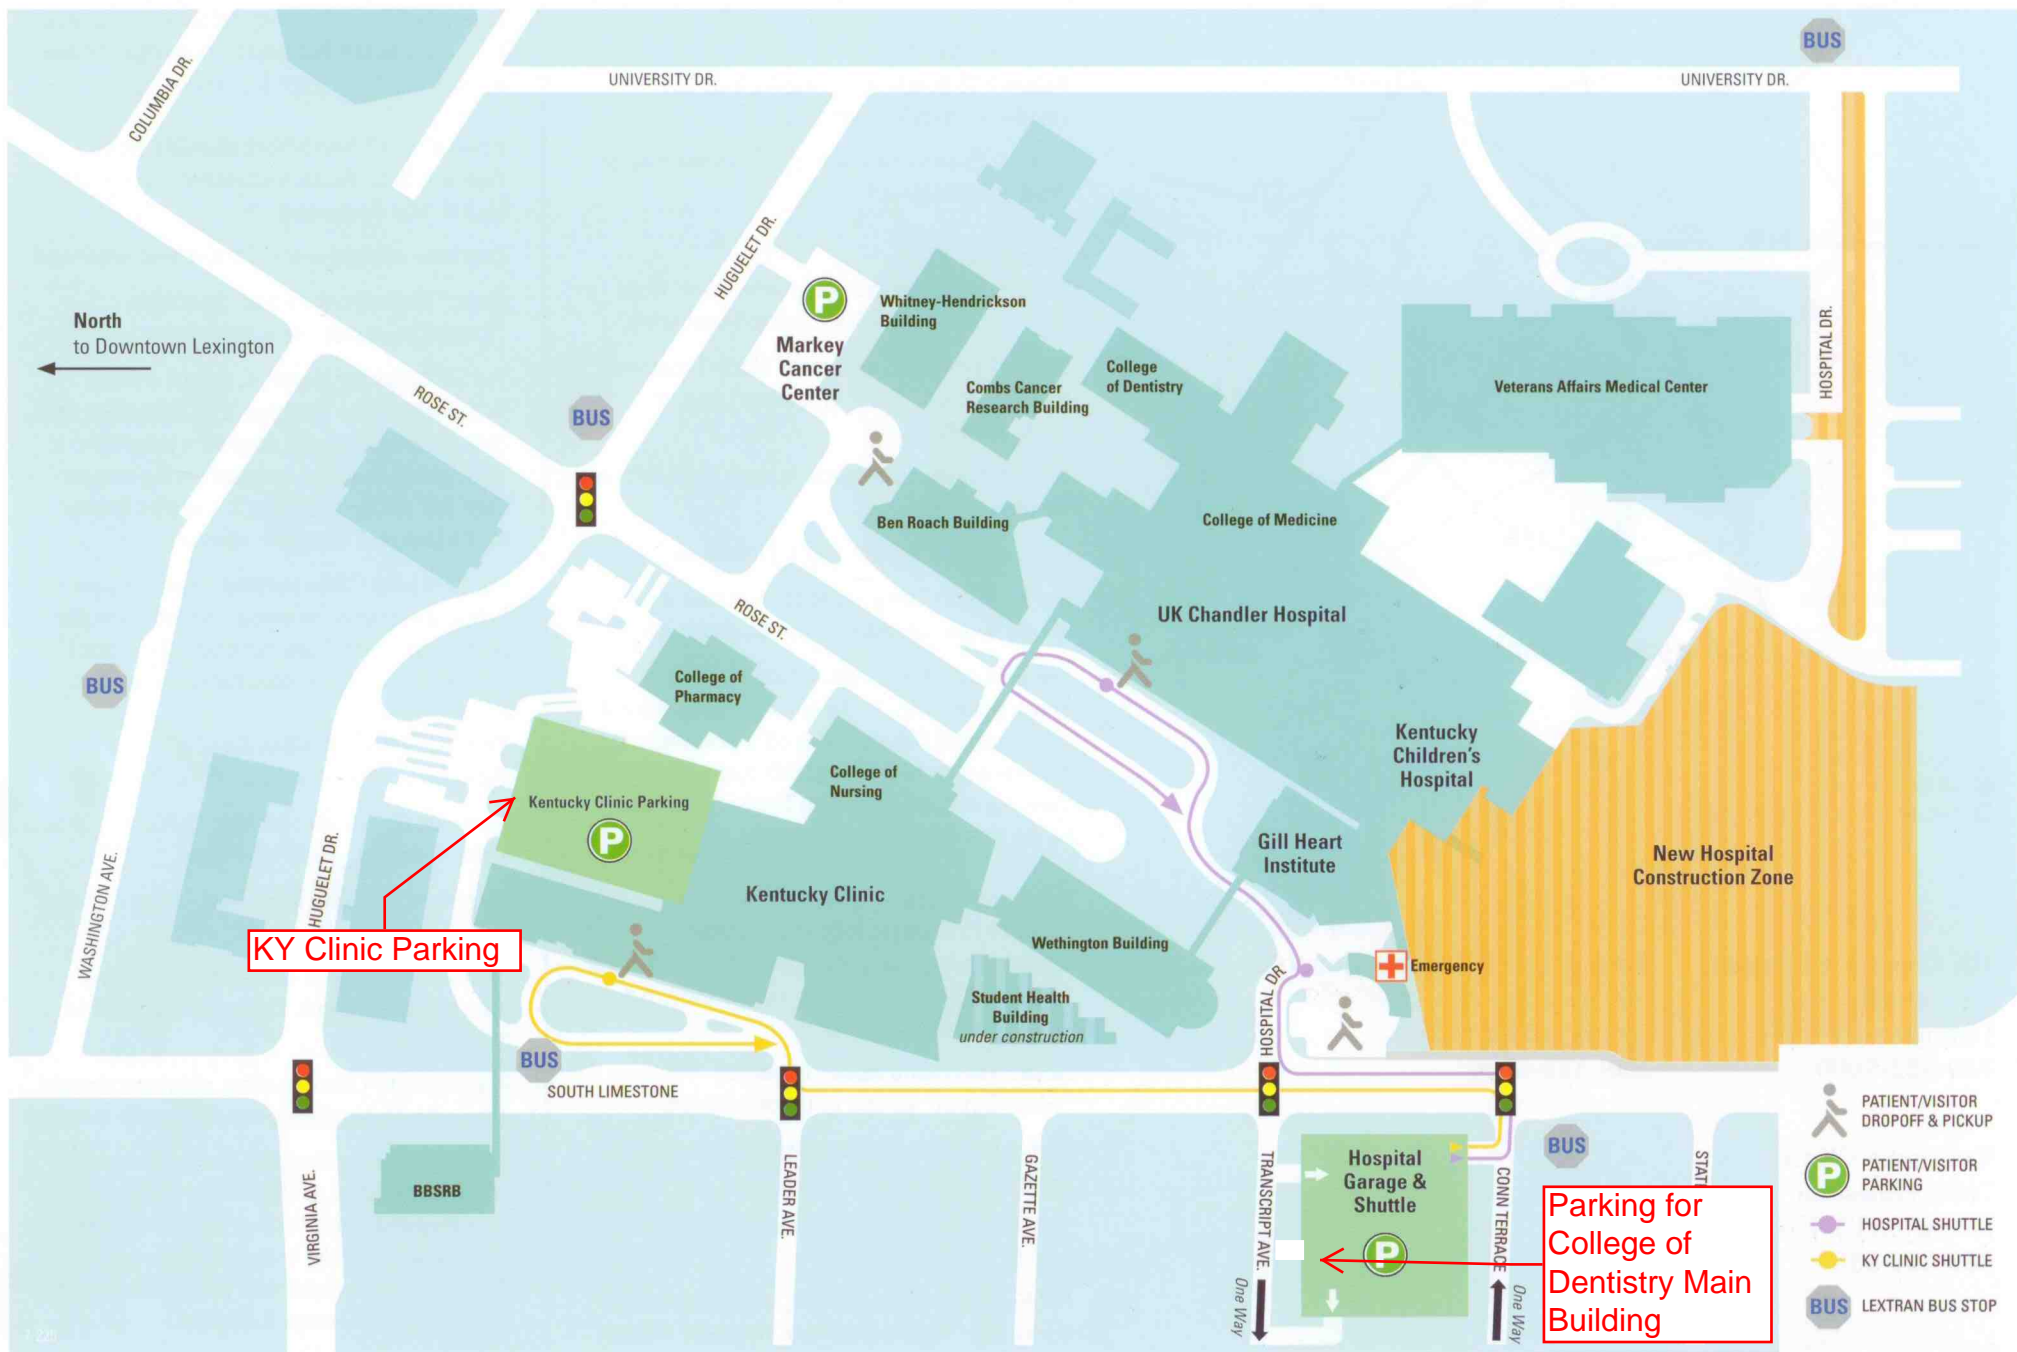 BUS
COLUMBIA DR.
UNIVERSITY DR.
UNIVERSITY DR.
HUGUELET DR.
P
Whitney-Hendrickson
Building
North
to Downtown Lexington
Markey
Cancer
Center
College
of Dentistry
HOSPITAL DR.
Combs Cancer
Research Building
Veterans Affairs Medical Center
ROSE ST.
BUS
Ben Roach Building
College of Medicine
ROSE ST.
UK Chandler Hospital
BUS
College of
Pharmacy
Kentucky
Children's
Hospital
College of
Nursing
Kentucky Clinic Parking
P
HUGUELET DR.
WASHINGTON AVE.
Gill Heart
Institute
New Hospital
Construction Zone
Kentucky Clinic
KY Clinic Parking
Wethington Building
Emergency
HOSPITAL DR
Student Health
Building
under construction
BUS
SOUTH LIMESTONE
PATIENT/VISITOR
DROPOFF & PICKUP
BUS
Hospital
Garage &
Shuttle
P
BBSRB
VIRGINIA AVE.
LEADER AVE.
GAZETTE AVE.
TRANSCRIPT AVE.
One Way
CONN TERRACE
One Way
STAT
Parking for
College of
Dentistry Main
Building
P
PATIENT/VISITOR
PARKING
HOSPITAL SHUTTLE
KY CLINIC SHUTTLE
BUS
LEXTRAN BUS STOP